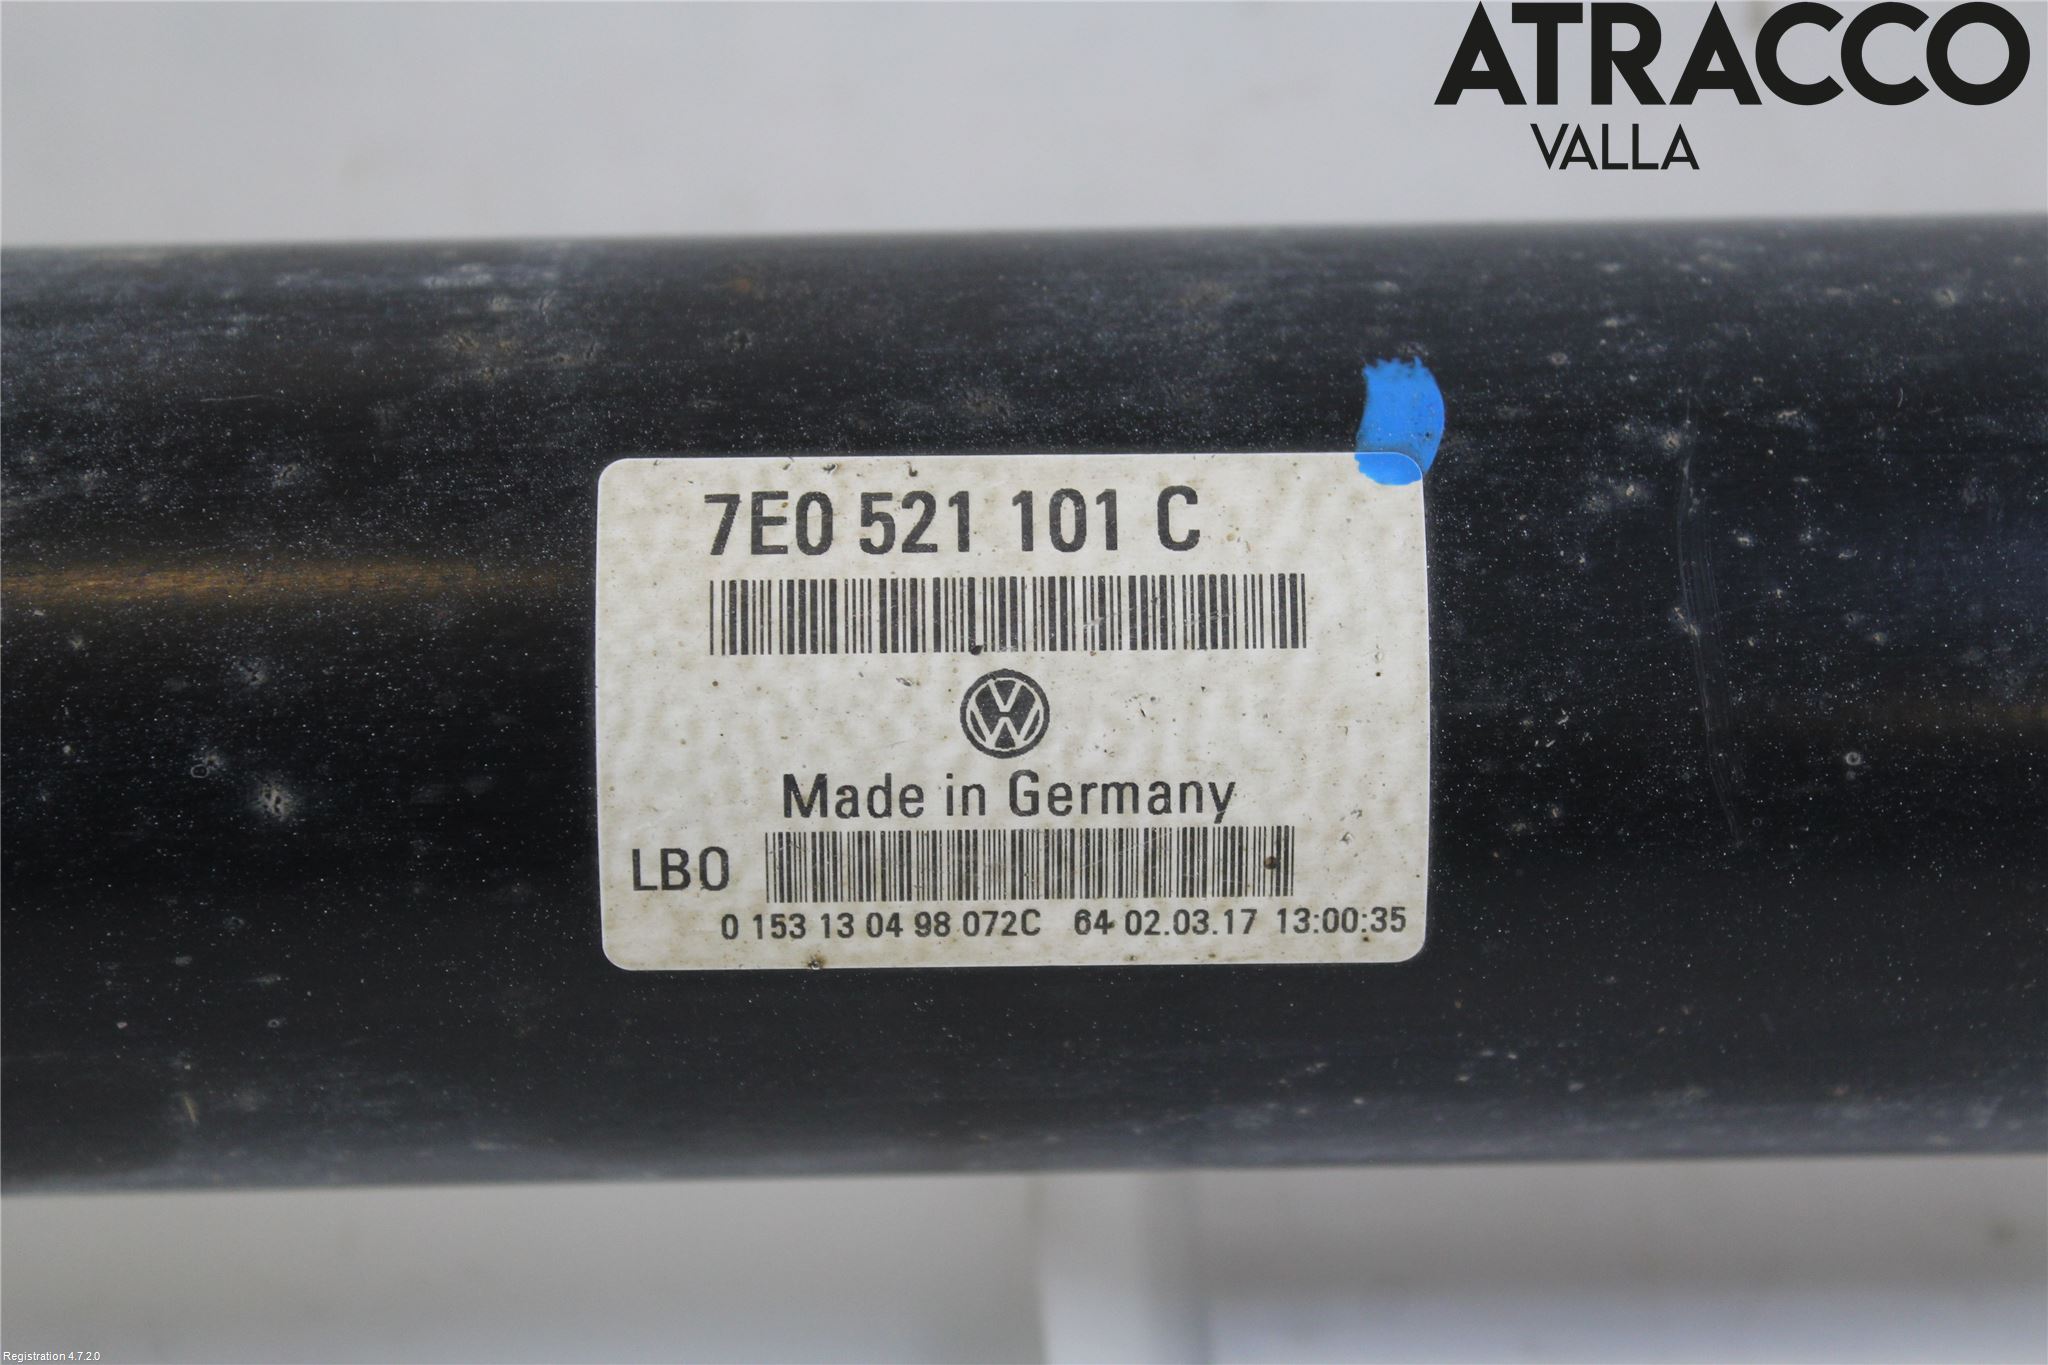 ATRACCO
VALLA
7E0 521 101 C
Made in Germany
LB0
0 153 13 04 98 072C 64 02.03.17 13:00:35
Registration 4.7.2.0